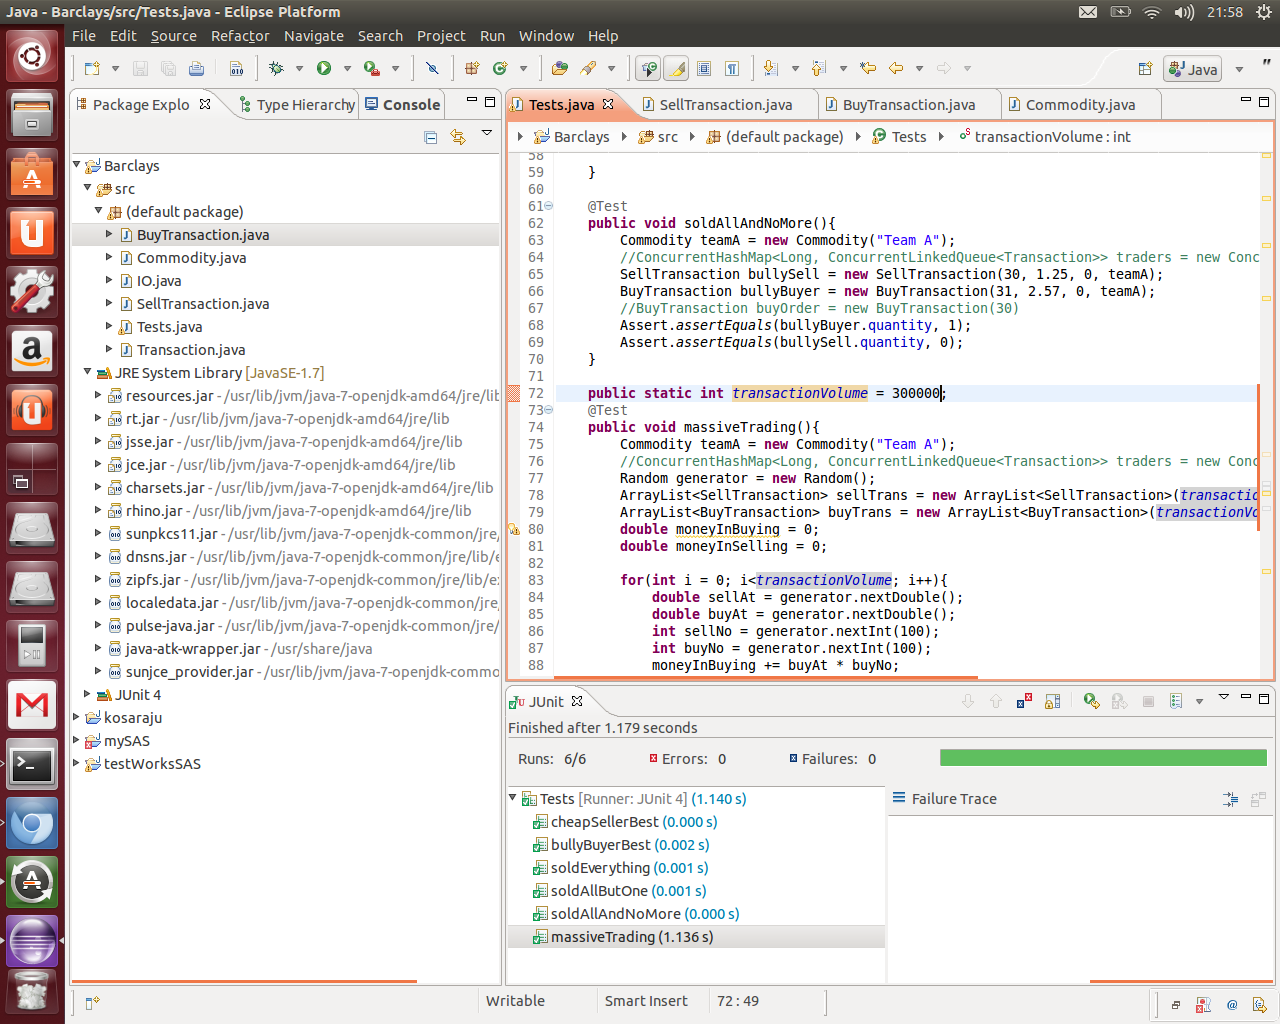 Java - Barclays/src/Tests.java - Eclipse Platform
21:58
File Edit Source Refactor Navigate Search Project Run Window Help
Java
Package Explo
Type Hierarchy
Console
Tests.java
SellTransaction.java
BuyTransaction.java
Commodity.java
Barclays
src
(default package)
Tests
transactionVolume : int
Barclays
src
(default package)
BuyTransaction.java
Commodity.java
IO.java
SellTransaction.java
Tests.java
Transaction.java
JRE System Library [JavaSE-1.7]
resources.jar - /usr/lib/jvm/java-7-openjdk-amd64/jre/lib
rt.jar - /usr/lib/jvm/java-7-openjdk-amd64/jre/lib
jsse.jar - /usr/lib/jvm/java-7-openjdk-amd64/jre/lib
jce.jar - /usr/lib/jvm/java-7-openjdk-amd64/jre/lib
charsets.jar - /usr/lib/jvm/java-7-openjdk-amd64/jre/lib
rhino.jar - /usr/lib/jvm/java-7-openjdk-amd64/jre/lib
sunpkcs11.jar - /usr/lib/jvm/java-7-openjdk-common/jre/
dnsns.jar - /usr/lib/jvm/java-7-openjdk-common/jre/lib/e
zipfs.jar - /usr/lib/jvm/java-7-openjdk-common/jre/lib/e
localedata.jar - /usr/lib/jvm/java-7-openjdk-common/jre,
pulse-java.jar - /usr/lib/jvm/java-7-openjdk-common/jre/
java-atk-wrapper.jar - /usr/share/java
sunjce_provider.jar - /usr/lib/jvm/java-7-openjdk-commo
JUnit 4
kosaraju
mySAS
testWorksSAS
58
59 }
60
61 @Test
62 public void soldAllAndNoMore(){
63 Commodity teamA = new Commodity("Team A");
64 //ConcurrentHashMap<Long, ConcurrentLinkedQueue<Transaction>> traders = new Conc
65 SellTransaction bullySell = new SellTransaction(30, 1.25, 0, teamA);
66 BuyTransaction bullyBuyer = new BuyTransaction(31, 2.57, 0, teamA);
67 //BuyTransaction buyOrder = new BuyTransaction(30)
68 Assert.assertEquals(bullyBuyer.quantity, 1);
69 Assert.assertEquals(bullySell.quantity, 0);
70 }
71
72 public static int transactionVolume = 300000;
73 @Test
74 public void massiveTrading(){
75 Commodity teamA = new Commodity("Team A");
76 //ConcurrentHashMap<Long, ConcurrentLinkedQueue<Transaction>> traders = new Conc
77 Random generator = new Random();
78 ArrayList<SellTransaction> sellTrans = new ArrayList<SellTransaction>(transactio
79 ArrayList<BuyTransaction> buyTrans = new ArrayList<BuyTransaction>(transactionVo
80 double moneyInBuying = 0;
81 double moneyInSelling = 0;
82
83 for(int i = 0; i<transactionVolume; i++){
84 double sellAt = generator.nextDouble();
85 double buyAt = generator.nextDouble();
86 int sellNo = generator.nextInt(100);
87 int buyNo = generator.nextInt(100);
88 moneyInBuying += buyAt * buyNo;
JUnit
Finished after 1.179 seconds
Runs: 6/6 Errors: 0 Failures: 0
Tests [Runner: JUnit 4] (1.140 s)
cheapSellerBest (0.000 s)
bullyBuyerBest (0.002 s)
soldEverything (0.001 s)
soldAllButOne (0.001 s)
soldAllAndNoMore (0.000 s)
massiveTrading (1.136 s)
Failure Trace
Writable Smart Insert 72 : 49